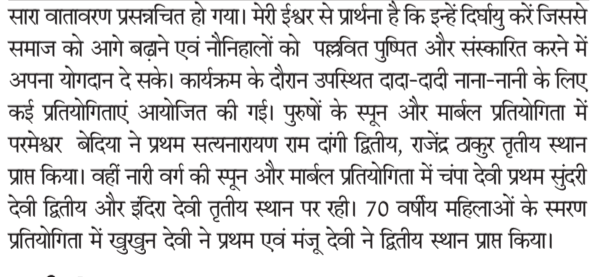 सारा वातावरण प्रसन्नचित हो गया। मेरी ईश्वर से प्रार्थना है कि इन्हें दिर्घायु करें जिससे
समाज को आगे बढ़ाने एवं नौनिहालों को पल्लवित पुष्पित और संस्कारित करने में
अपना योगदान दे सके। कार्यक्रम के दौरान उपस्थित दादा-दादी नाना-नानी के लिए
कई प्रतियोगिताएं आयोजित की गई। पुरुषों के स्पून और मार्बल प्रतियोगिता में
परमेश्वर बेदिया ने प्रथम सत्यनारायण राम दांगी द्वितीय, राजेंद्र ठाकुर तृतीय स्थान
प्राप्त किया। वहीं नारी वर्ग की स्पून और मार्बल प्रतियोगिता में चंपा देवी प्रथम सुंदरी
देवी द्वितीय और इंदिरा देवी तृतीय स्थान पर रही। 70 वर्षीय महिलाओं के स्मरण
प्रतियोगिता में खुखुन देवी ने प्रथम एवं मंजू देवी ने द्वितीय स्थान प्राप्त किया।